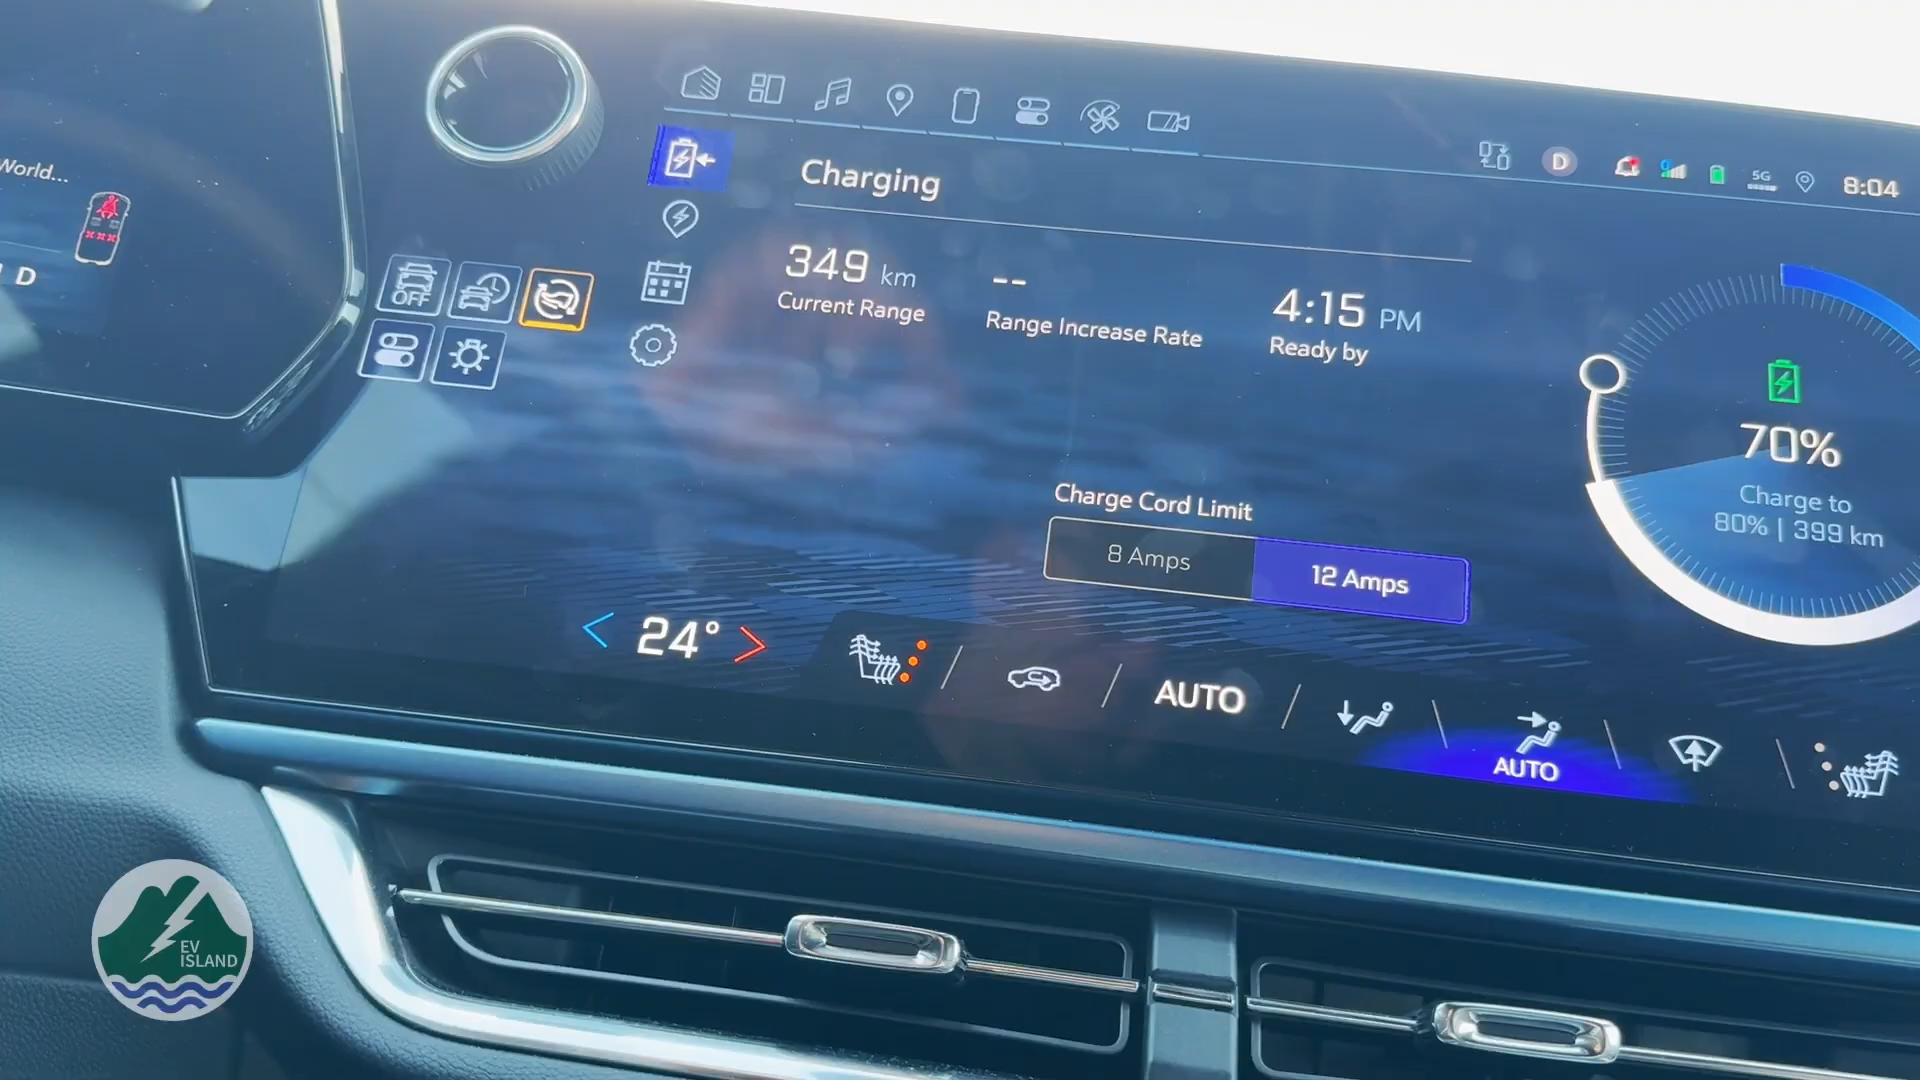 World...
D
OFF
D
5G
8:04
Charging
349 km
Current Range
--
Range Increase Rate
4:15 PM
Ready by
70%
Charge to
80% | 399 km
Charge Cord Limit
8 Amps
12 Amps
24°
AUTO
AUTO
EV
ISLAND